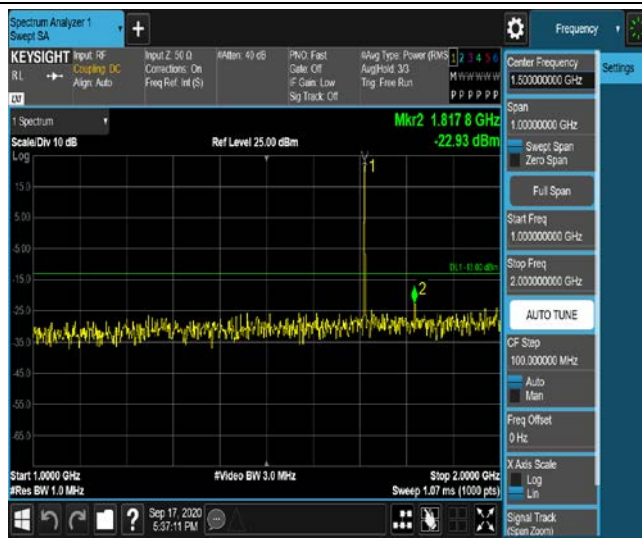 Spectrum Analyzer 1
Swept SA
+
Frequency
KEYSIGHT
RL
Input: RF
Coupling: DC
Align: Auto
Input Z: 50 Ω
Corrections: On
Freq Ref: Int (S)
#Atten: 40 dB
PNO: Fast
Gate: Off
IF Gain: Low
Sig Track: Off
#Avg Type: Power (RMS
Avg|Hold: 3/3
Trig: Free Run
1 2 3 4 5 6
M W W W W W
P P P P P P
Settings
1 Spectrum
Scale/Div 10 dB
Log
Ref Level 25.00 dBm
Mkr2 1.817 8 GHz
-22.93 dBm
1
15.0
5.00
-5.00
DL1 -13.00 dBm
-15.0
2
-25.0
-35.0
-45.0
-55.0
-65.0
Start 1.0000 GHz
#Res BW 1.0 MHz
#Video BW 3.0 MHz
Stop 2.0000 GHz
Sweep 1.07 ms (1000 pts)
Center Frequency
1.500000000 GHz
Span
1.00000000 GHz
Swept Span
Zero Span
Full Span
Start Freq
1.000000000 GHz
Stop Freq
2.000000000 GHz
AUTO TUNE
CF Step
100.000000 MHz
Auto
Man
Freq Offset
0 Hz
X Axis Scale
Log
Lin
Signal Track
(Span Zoom)
?
Sep 17, 2020
5:37:11 PM